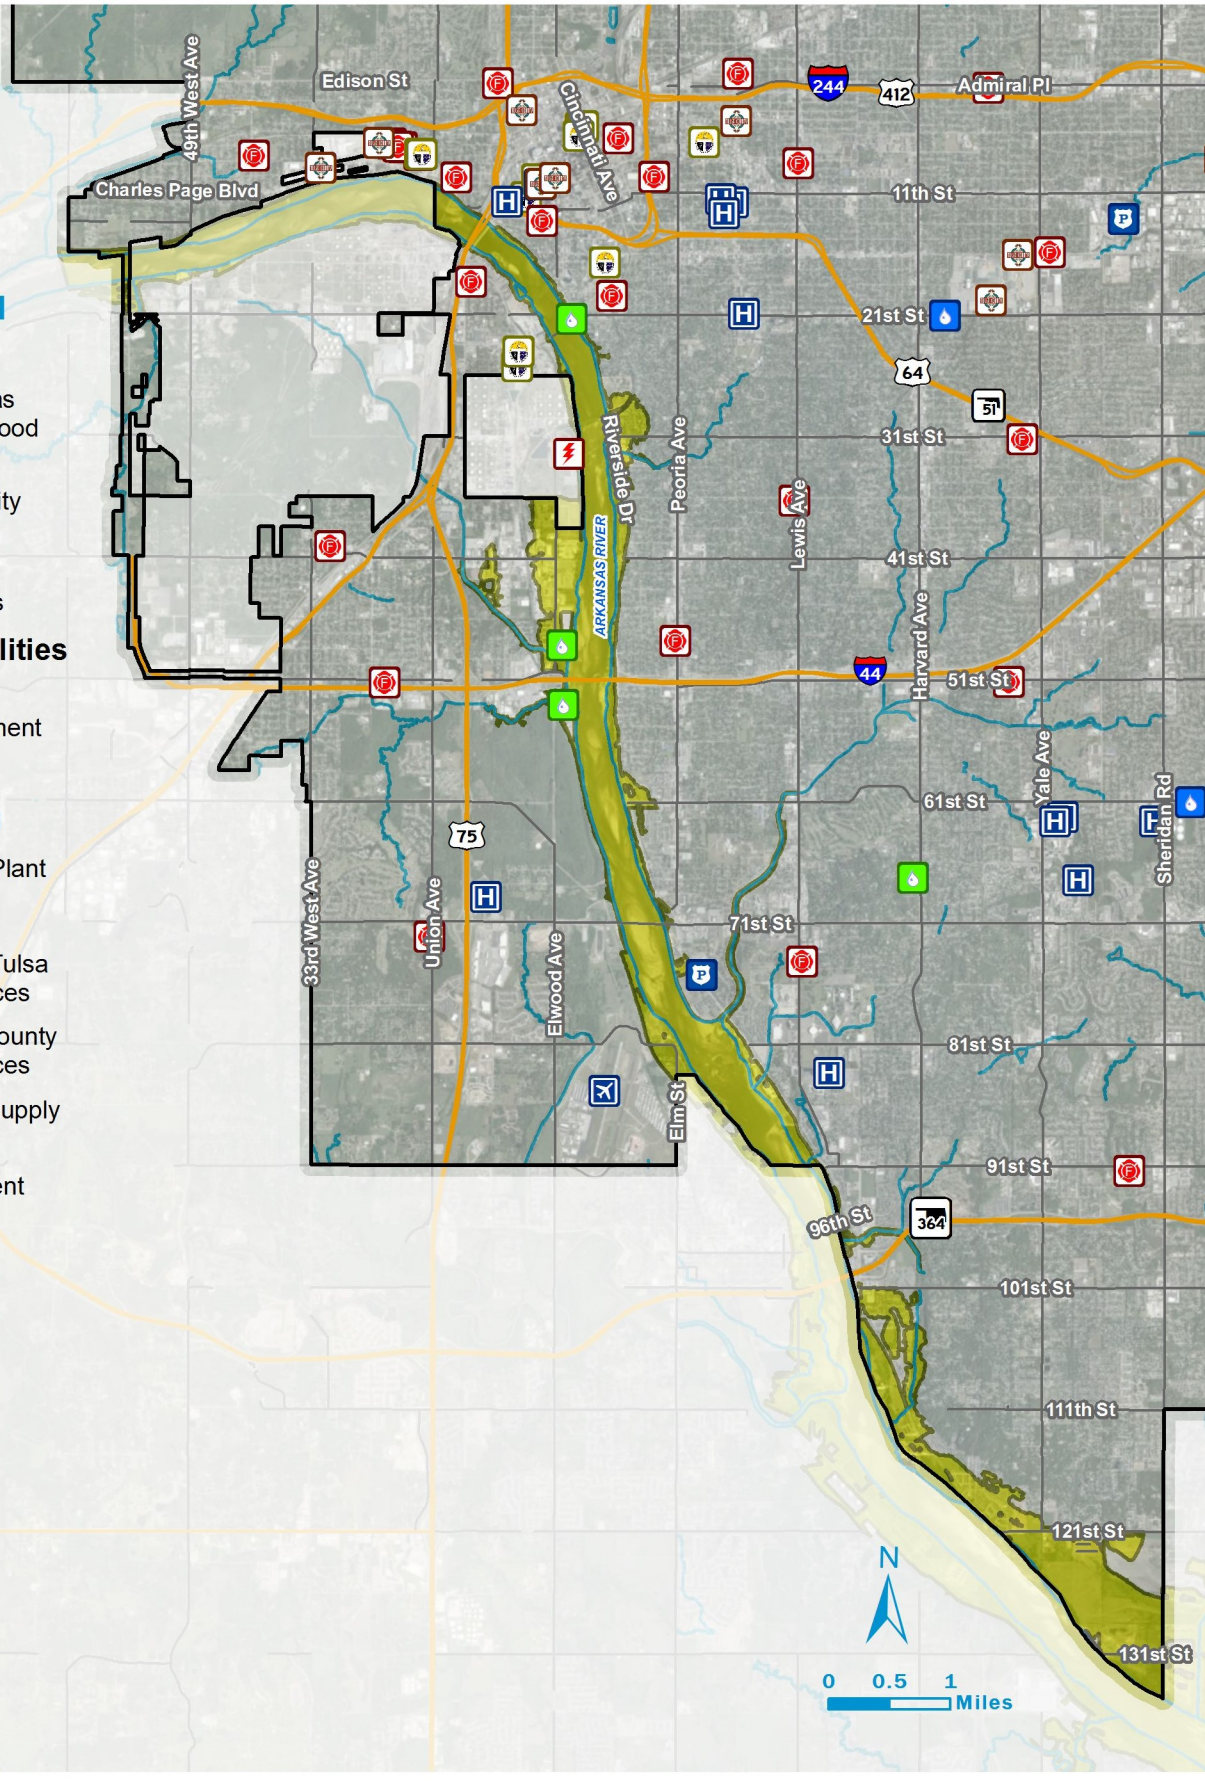 Edison St
49th West Ave
Cincinnati Ave
244
412
Admiral Pl
Charles Page Blvd
11th St
H
H
P
21st St
H
64
51
as
ood
31st St
Riverside Dr
Peoria Ave
Lewis Ave
ity
ARKANSAS RIVER
41st St
s
Harvard Ave
lities
44
51st St
ment
Yale Ave
Sheridan Rd
61st St
H
H
75
Plant
33rd West Ave
Union Ave
H
H
71st St
Elwood Ave
Tulsa
ces
P
ounty
ces
81st St
H
upply
Elm St
ent
91st St
96th St
364
101st St
111th St
121st St
N
131st St
0 0.5 1
Miles